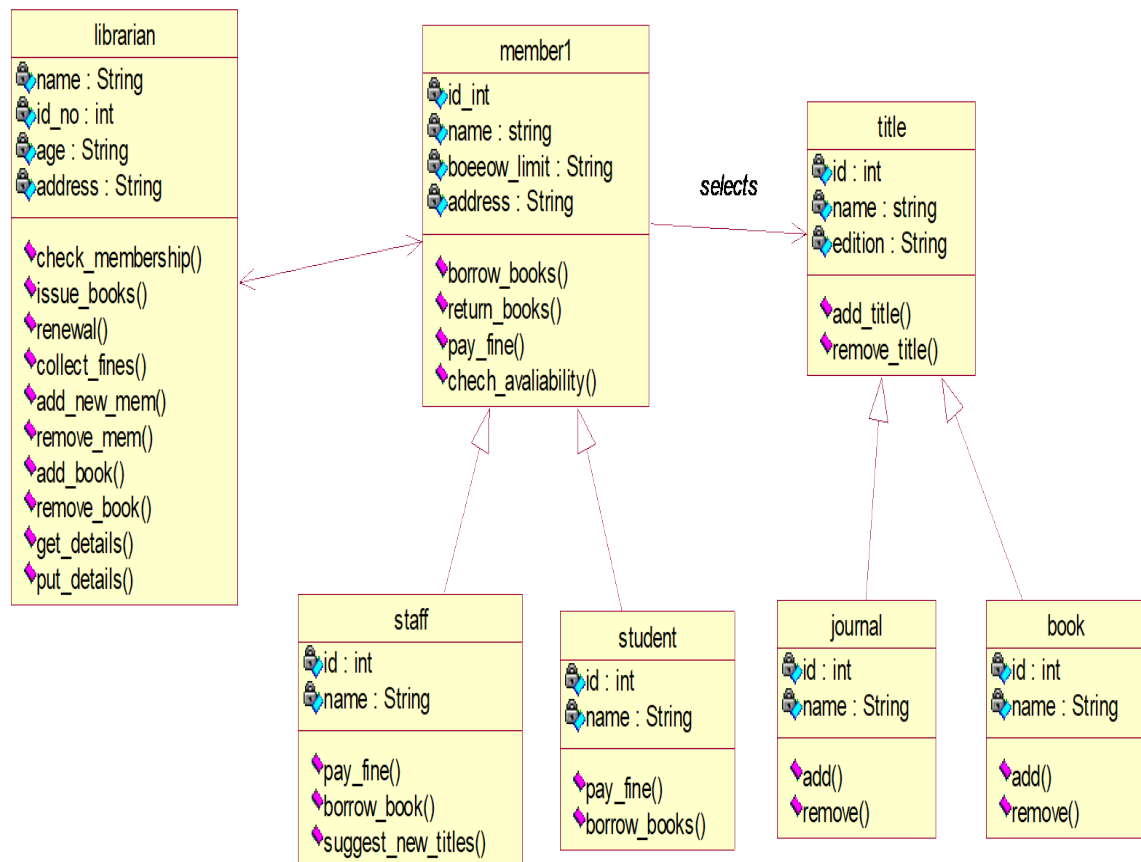 librarian
name : String
id_no : int
age : String
address : String
check_membership()
issue_books()
renewal()
collect_fines()
add_new_mem()
remove_mem()
add_book()
remove_book()
get_details()
put_details()
member1
id_int
name : string
boeeow_limit : String
address : String
borrow_books()
return_books()
pay_fine()
chech_avaliability()
selects
title
id : int
name : string
edition : String
add_title()
remove_title()
staff
id : int
name : String
pay_fine()
borrow_book()
suggest_new_titles()
student
id : int
name : String
pay_fine()
borrow_books()
journal
id : int
name : String
add()
remove()
book
id : int
name : String
add()
remove()